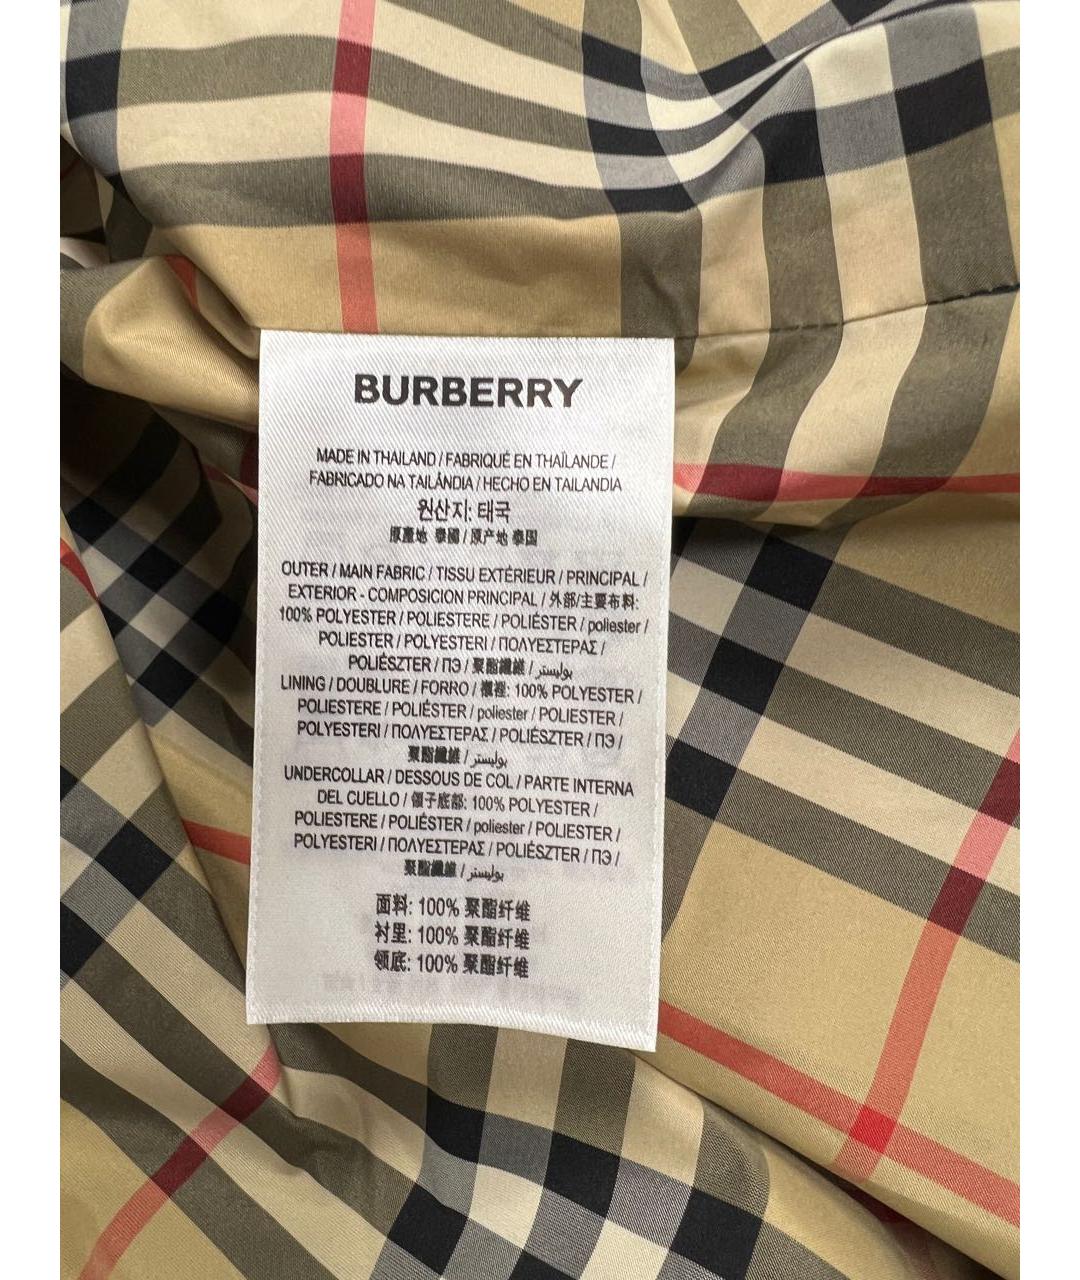 BURBERRY
MADE IN THAILAND / FABRIQUÉ EN THAÏLANDE /
FABRICADO NA TAILÂNDIA / HECHO EN TAILANDIA
원산지: 태국
原產地 泰國 / 原产地 泰国
OUTER / MAIN FABRIC / TISSU EXTÉRIEUR / PRINCIPAL /
EXTERIOR - COMPOSICION PRINCIPAL / 外部/主要布料:
100% POLYESTER / POLIESTERE / POLIÉSTER / poliester /
POLIESTER / POLYESTERI / ΠΟΛΥΕΣΤΕΡΑΣ /
POLIÉSZTER / ПЭ / 聚酯纖維 / بوليستر
LINING / DOUBLURE / FORRO / 襯裡: 100% POLYESTER /
POLIESTERE / POLIÉSTER / poliester / POLIESTER /
POLYESTERI / ΠΟΛΥΕΣΤΕΡΑΣ / POLIÉSZTER / ПЭ /
聚酯纖維 / بوليستر
UNDERCOLLAR / DESSOUS DE COL / PARTE INTERNA
DEL CUELLO / 領子底部: 100% POLYESTER /
POLIESTERE / POLIÉSTER / poliester / POLIESTER /
POLYESTERI / ΠΟΛΥΕΣΤΕΡΑΣ / POLIÉSZTER / ПЭ /
聚酯纖維 / بوليستر
面料: 100% 聚酯纤维
衬里: 100% 聚酯纤维
领底: 100% 聚酯纤维